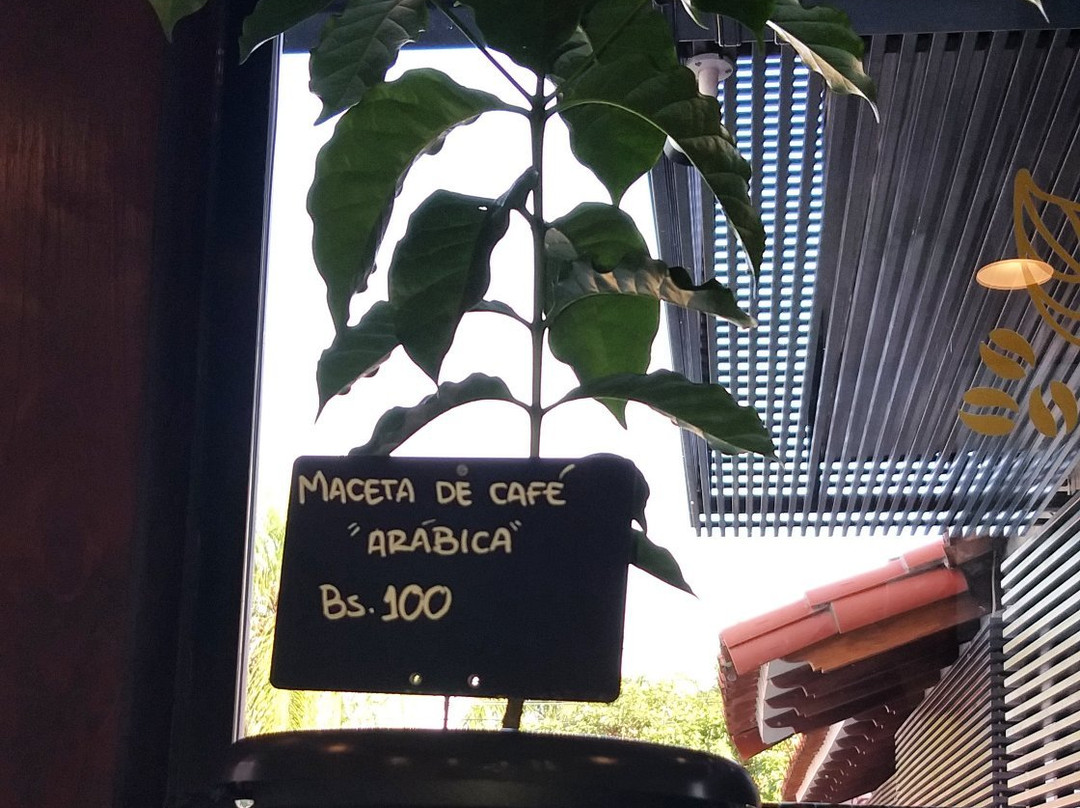 MACETA DE CAFÉ
"ARÁBICA"
Bs. 100